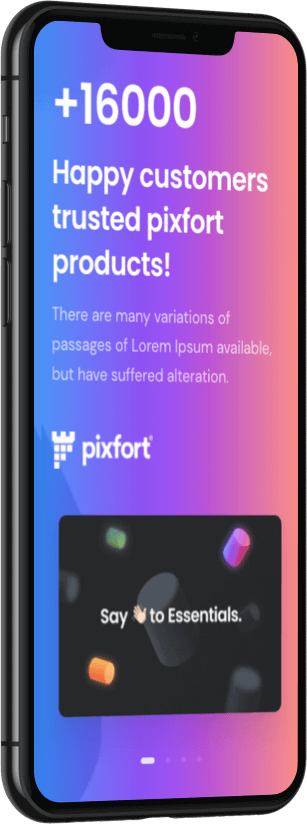 +16000
Happy customers
trusted pixfort
products!
There are many variations of
passages of Lorem Ipsum available,
but have suffered alteration.
pixfort®
Say 👋🏻 to Essentials.